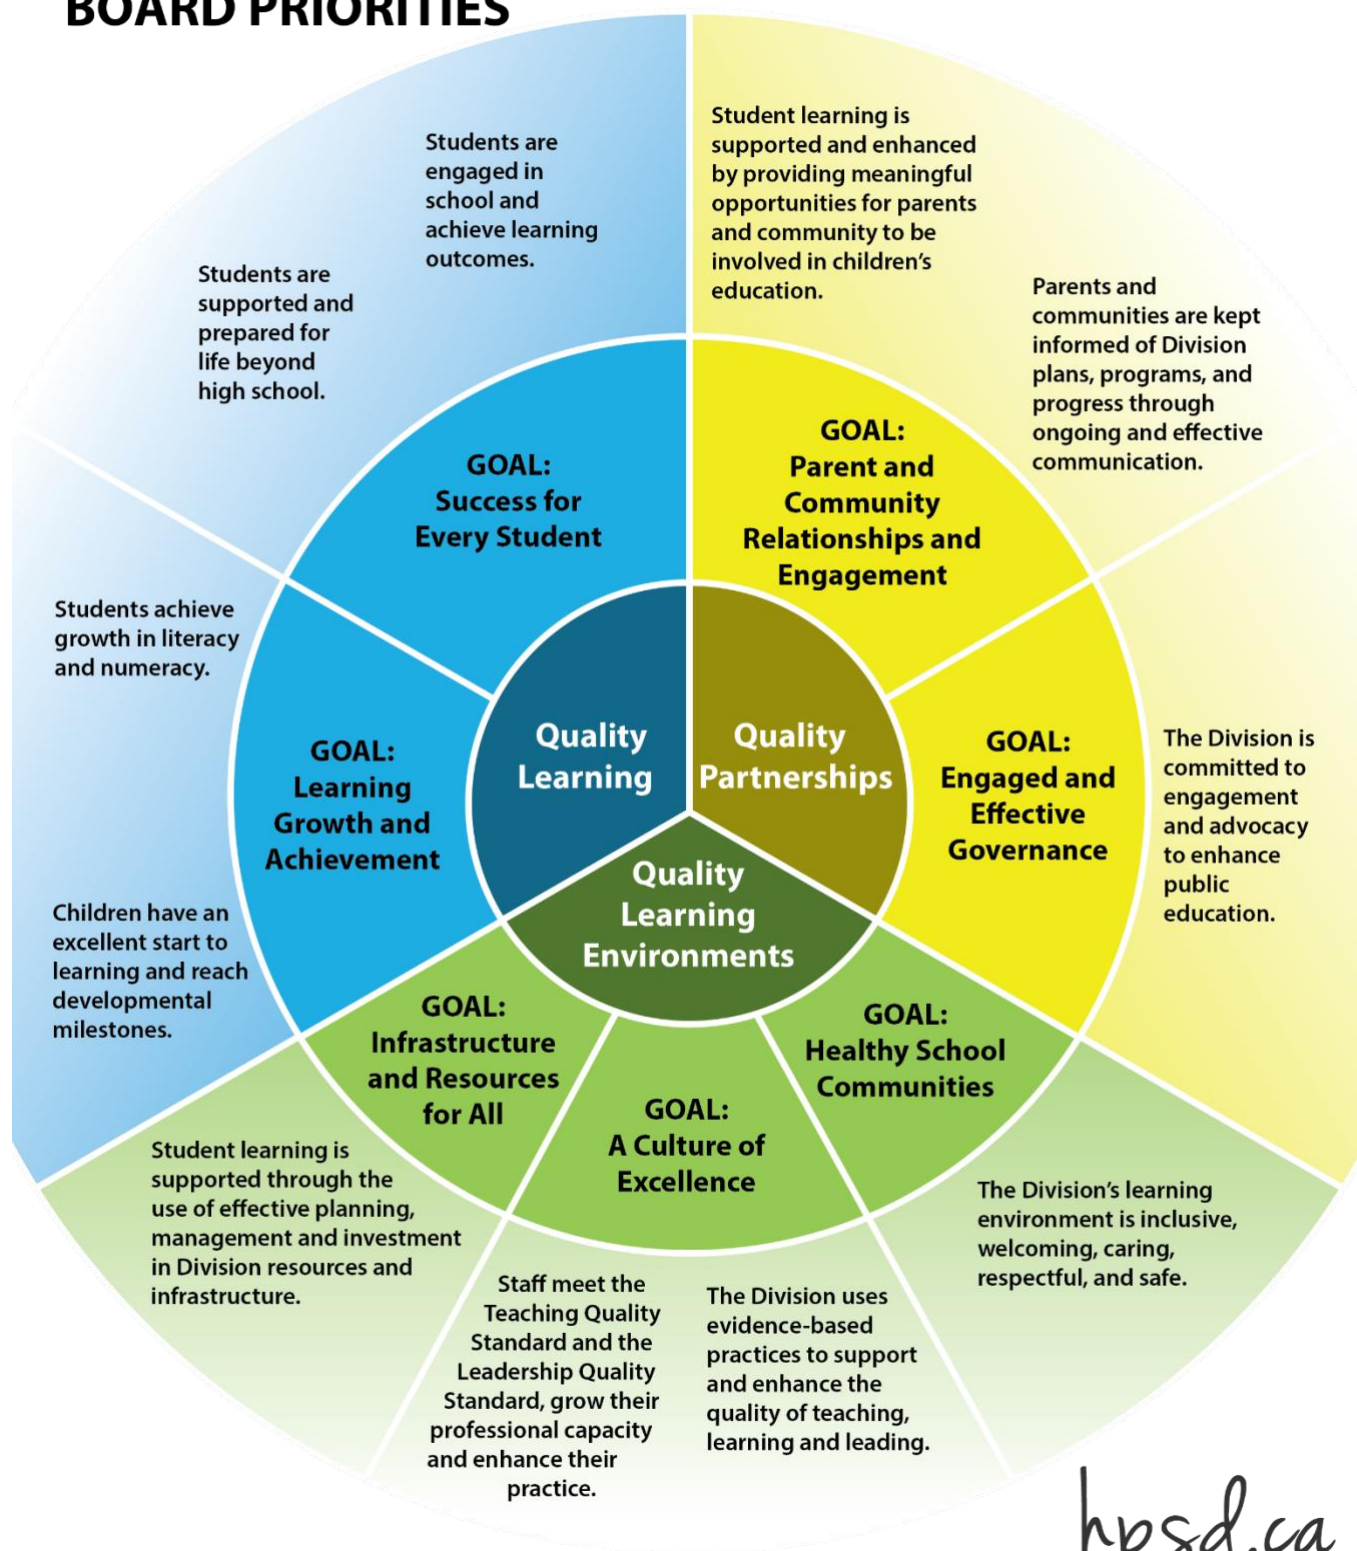 BOARD PRIORITIES
Students are
engaged in
school and
achieve learning
outcomes.
Students are
supported and
prepared for
life beyond
high school.
Student learning is
supported and enhanced
by providing meaningful
opportunities for parents
and community to be
involved in children's
education.
Parents and
communities are kept
informed of Division
plans, programs, and
progress through
ongoing and effective
communication.
GOAL:
Success for
Every Student
GOAL:
Parent and
Community
Relationships and
Engagement
Students achieve
growth in literacy
and numeracy.
Children have an
excellent start to
learning and reach
developmental
milestones.
GOAL:
Learning
Growth and
Achievement
Quality
Learning
Quality
Partnerships
Quality
Learning
Environments
GOAL:
Engaged and
Effective
Governance
The Division is
committed to
engagement
and advocacy
to enhance
public
education.
GOAL:
Infrastructure
and Resources
for All
GOAL:
A Culture of
Excellence
GOAL:
Healthy School
Communities
Student learning is
supported through the
use of effective planning,
management and investment
in Division resources and
infrastructure.
Staff meet the
Teaching Quality
Standard and the
Leadership Quality
Standard, grow their
professional capacity
and enhance their
practice.
The Division uses
evidence-based
practices to support
and enhance the
quality of teaching,
learning and leading.
The Division's learning
environment is inclusive,
welcoming, caring,
respectful, and safe.
hpsd.ca